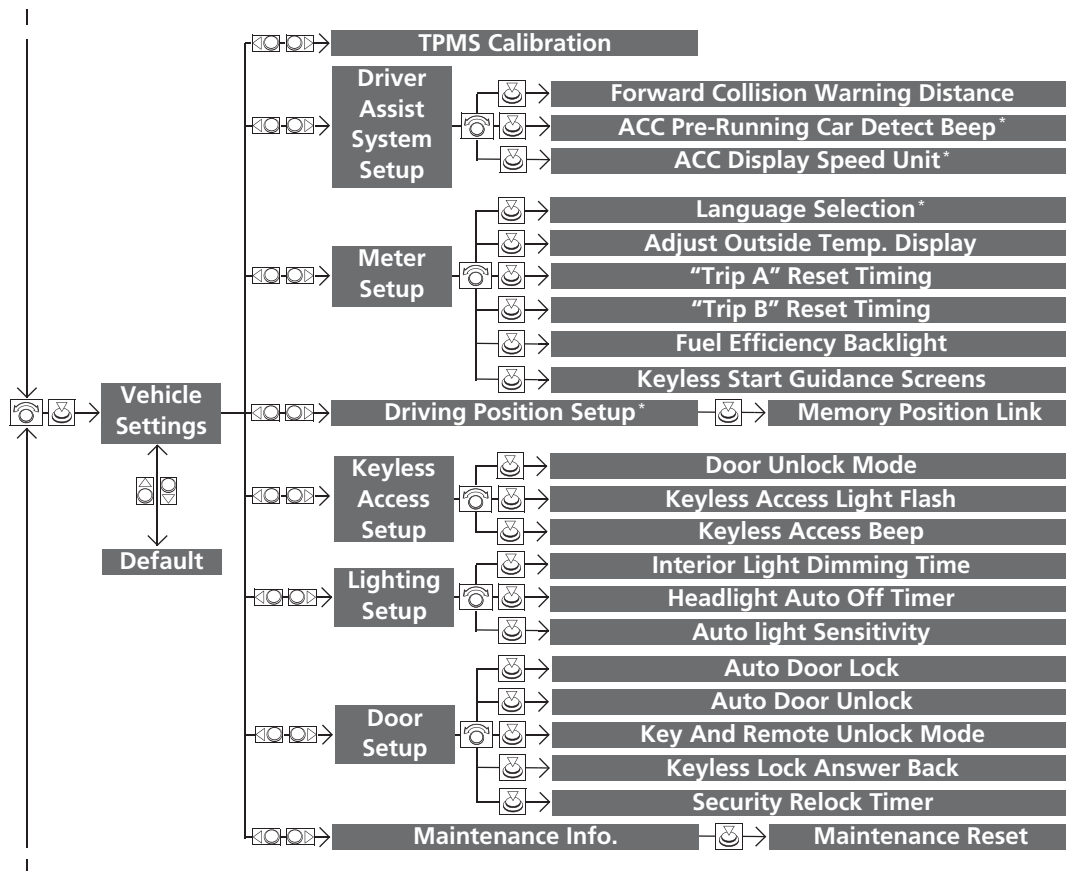 TPMS Calibration
Driver
Assist
System
Setup
Forward Collision Warning Distance
ACC Pre-Running Car Detect Beep*
ACC Display Speed Unit*
Meter
Setup
Language Selection*
Adjust Outside Temp. Display
“Trip A” Reset Timing
“Trip B” Reset Timing
Fuel Efficiency Backlight
Keyless Start Guidance Screens
Vehicle
Settings
Default
Driving Position Setup*
Memory Position Link
Keyless
Access
Setup
Door Unlock Mode
Keyless Access Light Flash
Keyless Access Beep
Lighting
Setup
Interior Light Dimming Time
Headlight Auto Off Timer
Auto light Sensitivity
Door
Setup
Auto Door Lock
Auto Door Unlock
Key And Remote Unlock Mode
Keyless Lock Answer Back
Security Relock Timer
Maintenance Info.
Maintenance Reset